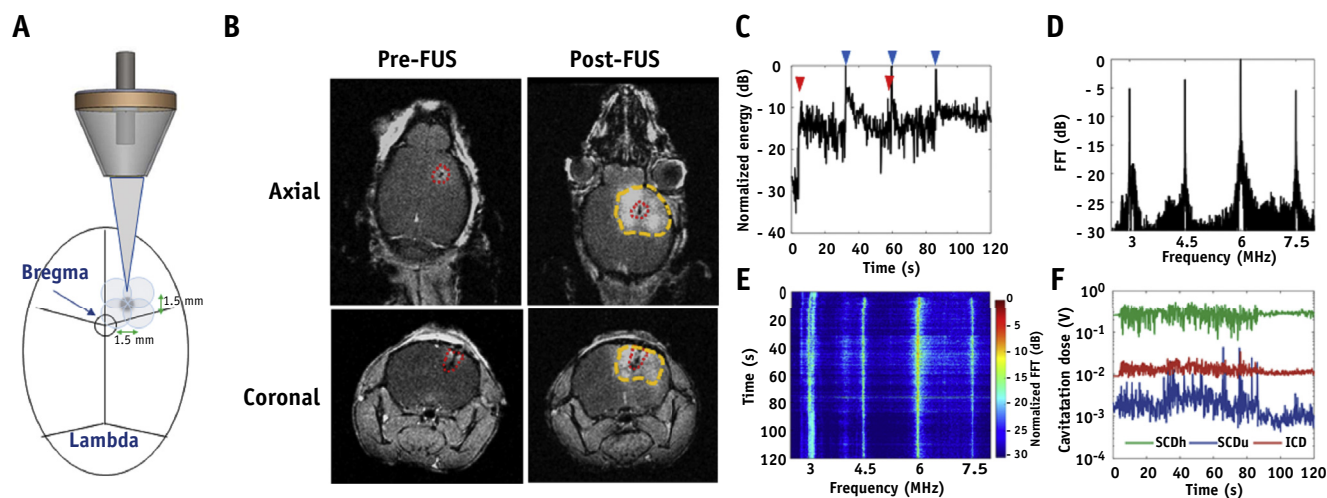 A
Bregma
1.5 mm
1.5 mm
Lambda
B
Pre-FUS
Post-FUS
Axial
Coronal
C
Normalized energy (dB)
0
- 10
- 20
- 30
- 40
0 20 40 60 80 100 120
Time (s)
D
FFT (dB)
0
- 5
-10
-15
-20
-25
-30
3 4.5 6 7.5
Frequency (MHz)
E
Time (s)
0
20
40
60
80
100
120
3 4.5 6 7.5
Frequency (MHz)
0
- 5
- 10
- 15
- 20
- 25
- 30
Normalized FFT (dB)
F
Cavitatation dose (V)
10⁰
10⁻¹
10⁻²
10⁻³
10⁻⁴
SCDh SCDu ICD
0 20 40 60 80 100 120
Time (s)